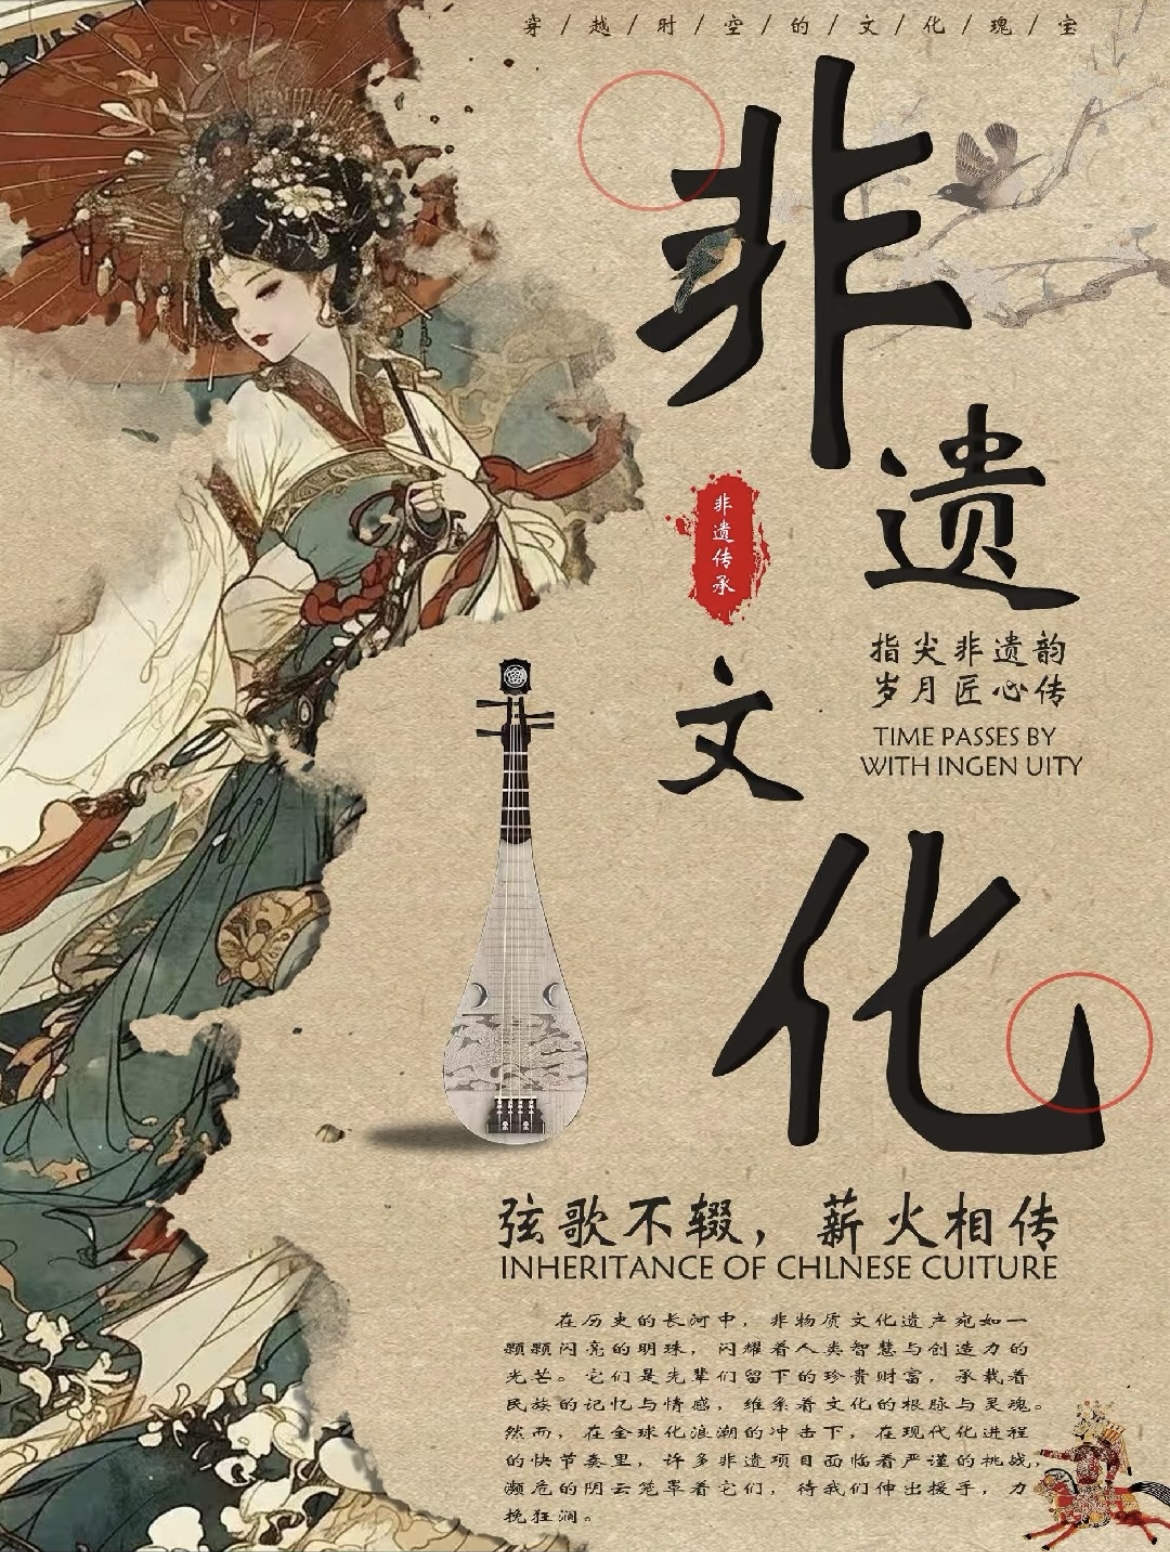 穿/越/时/空/的/文/化/瑰/宝
非
遗
非遗传承
指尖非遗韵
岁月匠心传
TIME PASSES BY
WITH INGEN UITY
文
化
弦歌不辍，薪火相传
INHERITANCE OF CHLNESE CUITURE
在历史的长河中，非物质文化遗产宛如一
颗颗闪亮的明珠，闪耀着人类智慧与创造力的
光芒。它们是先辈们留下的珍贵财富，承载着
民族的记忆与情感，维系着文化的根脉与灵魂。
然而，在全球化浪潮的冲击下，在现代化进程
的快节奏里，许多非遗项目面临着严谨的挑战，
濒危的阴云笼罩着它们，待我们伸出援手，力
挽狂澜。